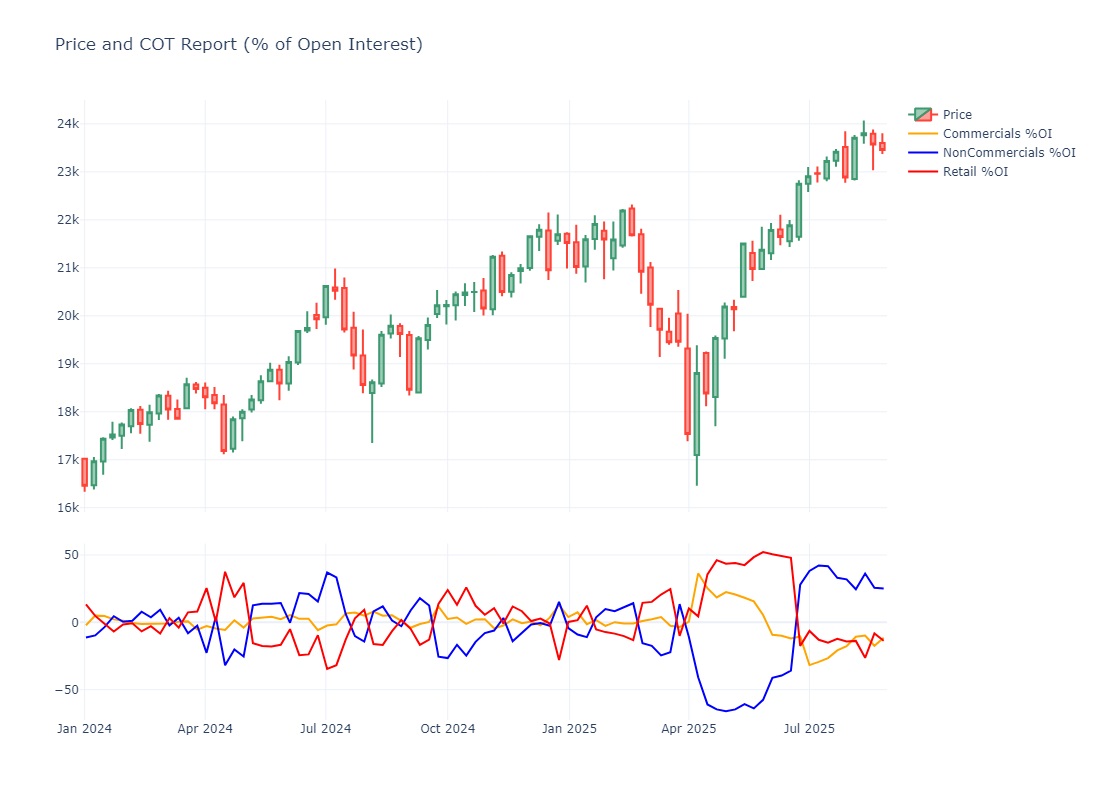 Price and COT Report (% of Open Interest)
24k
23k
22k
21k
20k
19k
18k
17k
16k
50
0
−50
Jan 2024
Apr 2024
Jul 2024
Oct 2024
Jan 2025
Apr 2025
Jul 2025
Price
Commercials %OI
NonCommercials %OI
Retail %OI